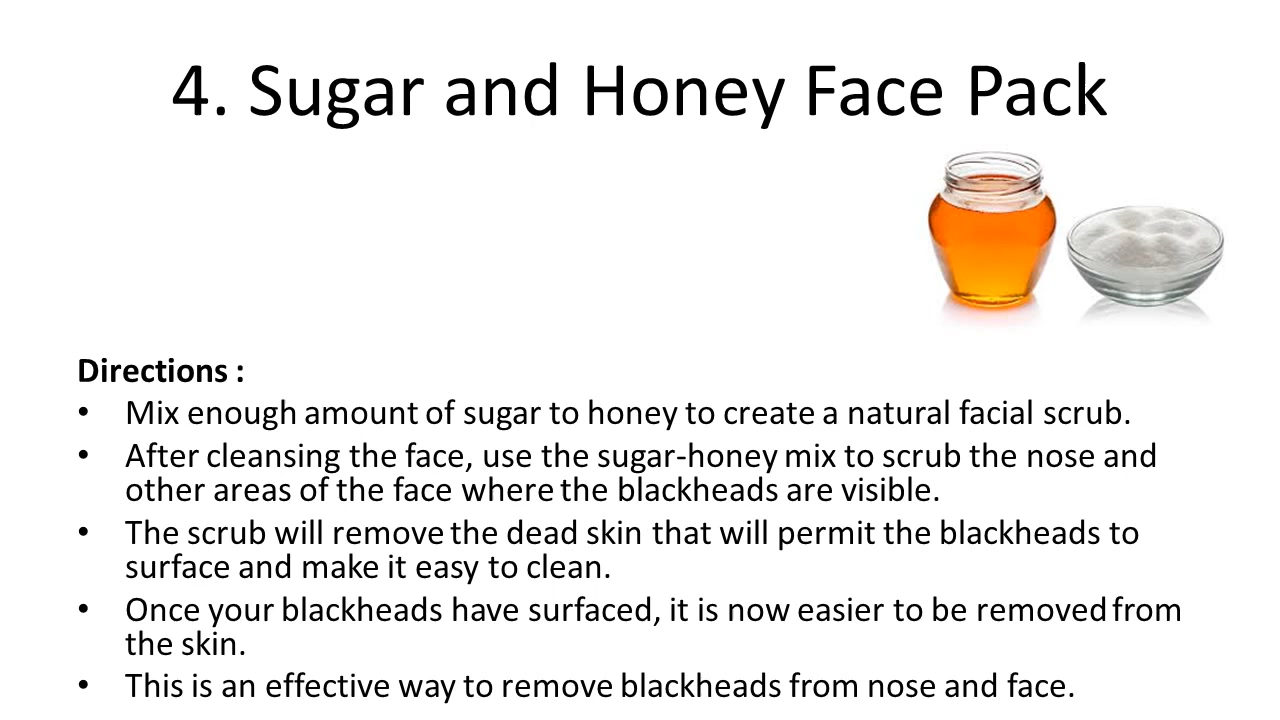 4. Sugar and Honey Face Pack
Directions :
• Mix enough amount of sugar to honey to create a natural facial scrub.
• After cleansing the face, use the sugar-honey mix to scrub the nose and
other areas of the face where the blackheads are visible.
• The scrub will remove the dead skin that will permit the blackheads to
surface and make it easy to clean.
• Once your blackheads have surfaced, it is now easier to be removed from
the skin.
• This is an effective way to remove blackheads from nose and face.